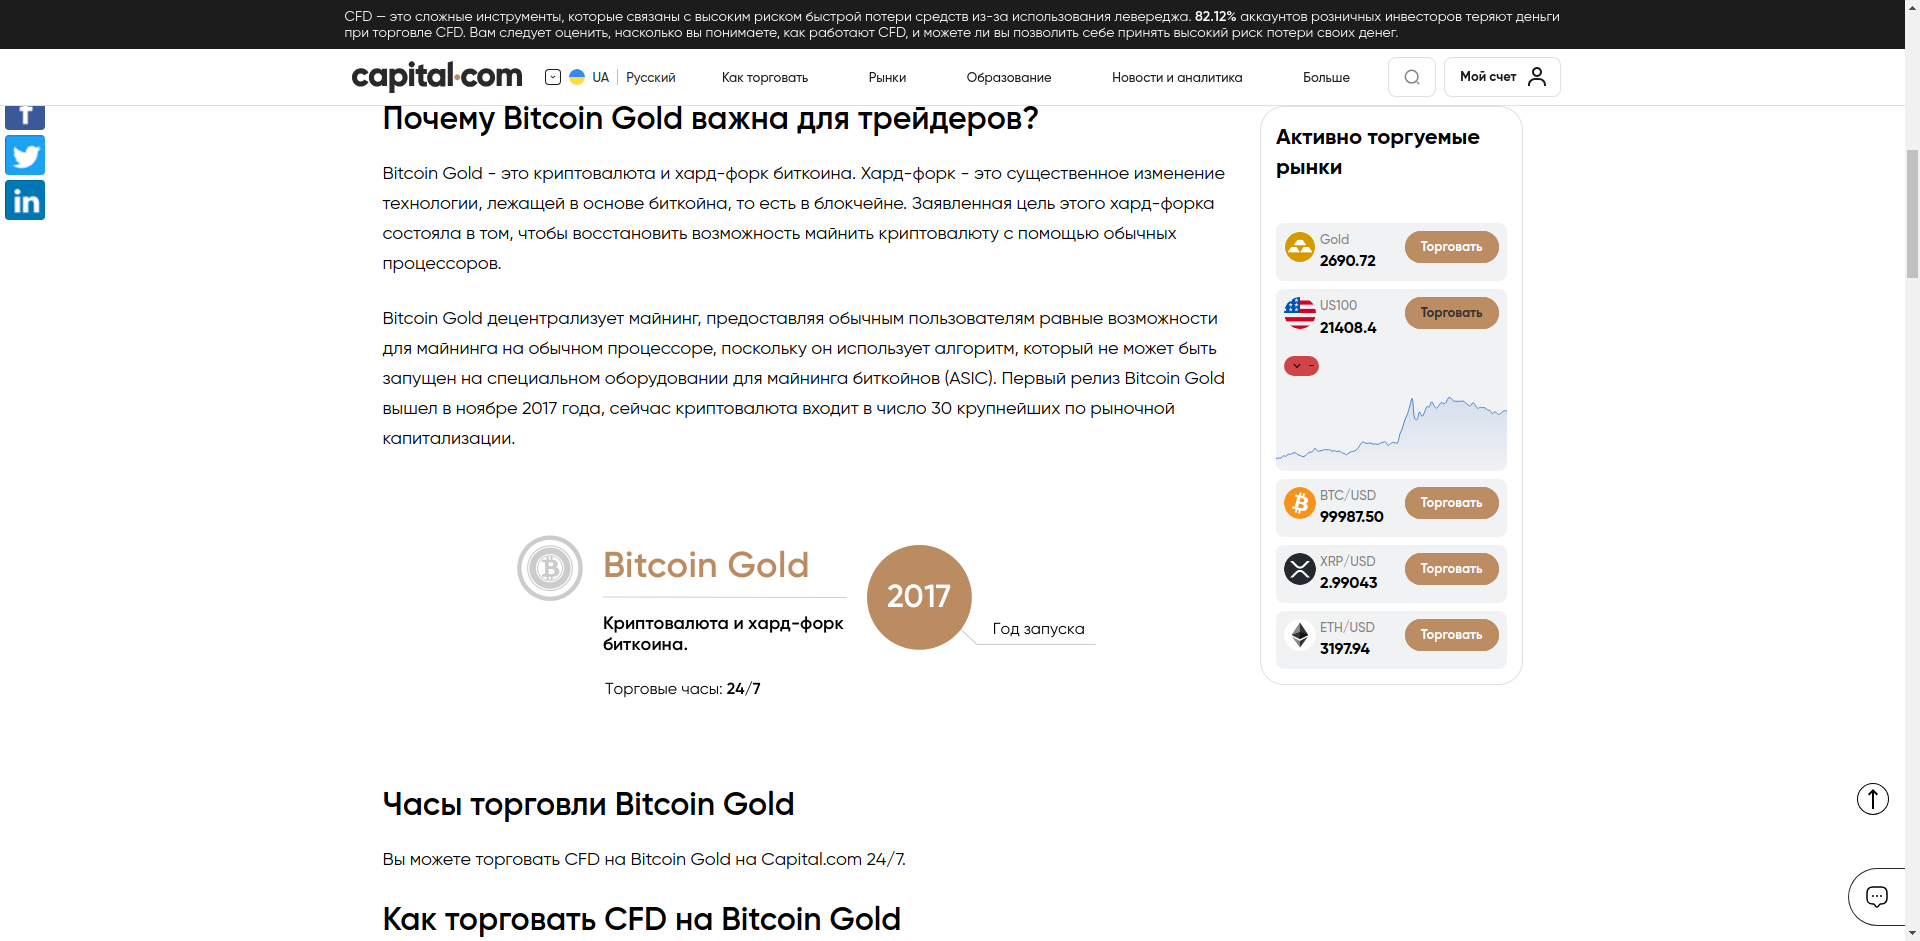 CFD — это сложные инструменты, которые связаны с высоким риском быстрой потери средств из-за использования левереджа. 82.12% аккаунтов розничных инвесторов теряют деньги
при торговле CFD. Вам следует оценить, насколько вы понимаете, как работают CFD, и можете ли вы позволить себе принять высокий риск потери своих денег.
capital.com
UA Русский
Как торговать
Рынки
Образование
Новости и аналитика
Больше
Мой счет
f
in
Почему Bitcoin Gold важна для трейдеров?
Bitcoin Gold - это криптовалюта и хард-форк биткоина. Хард-форк - это существенное изменение
технологии, лежащей в основе биткойна, то есть в блокчейне. Заявленная цель этого хард-форка
состояла в том, чтобы восстановить возможность майнить криптовалюту с помощью обычных
процессоров.
Bitcoin Gold децентрализует майнинг, предоставляя обычным пользователям равные возможности
для майнинга на обычном процессоре, поскольку он использует алгоритм, который не может быть
запущен на специальном оборудовании для майнинга биткойнов (ASIC). Первый релиз Bitcoin Gold
вышел в ноябре 2017 года, сейчас криптовалюта входит в число 30 крупнейших по рыночной
капитализации.
Bitcoin Gold
Криптовалюта и хард-форк
биткоина.
Торговые часы: 24/7
2017
Год запуска
Часы торговли Bitcoin Gold
Вы можете торговать CFD на Bitcoin Gold на Capital.com 24/7.
Как торговать CFD на Bitcoin Gold
Активно торгуемые
рынки
Gold
2690.72
Торговать
US100
21408.4
Торговать
-
BTC/USD
99987.50
Торговать
XRP/USD
2.99043
Торговать
ETH/USD
3197.94
Торговать